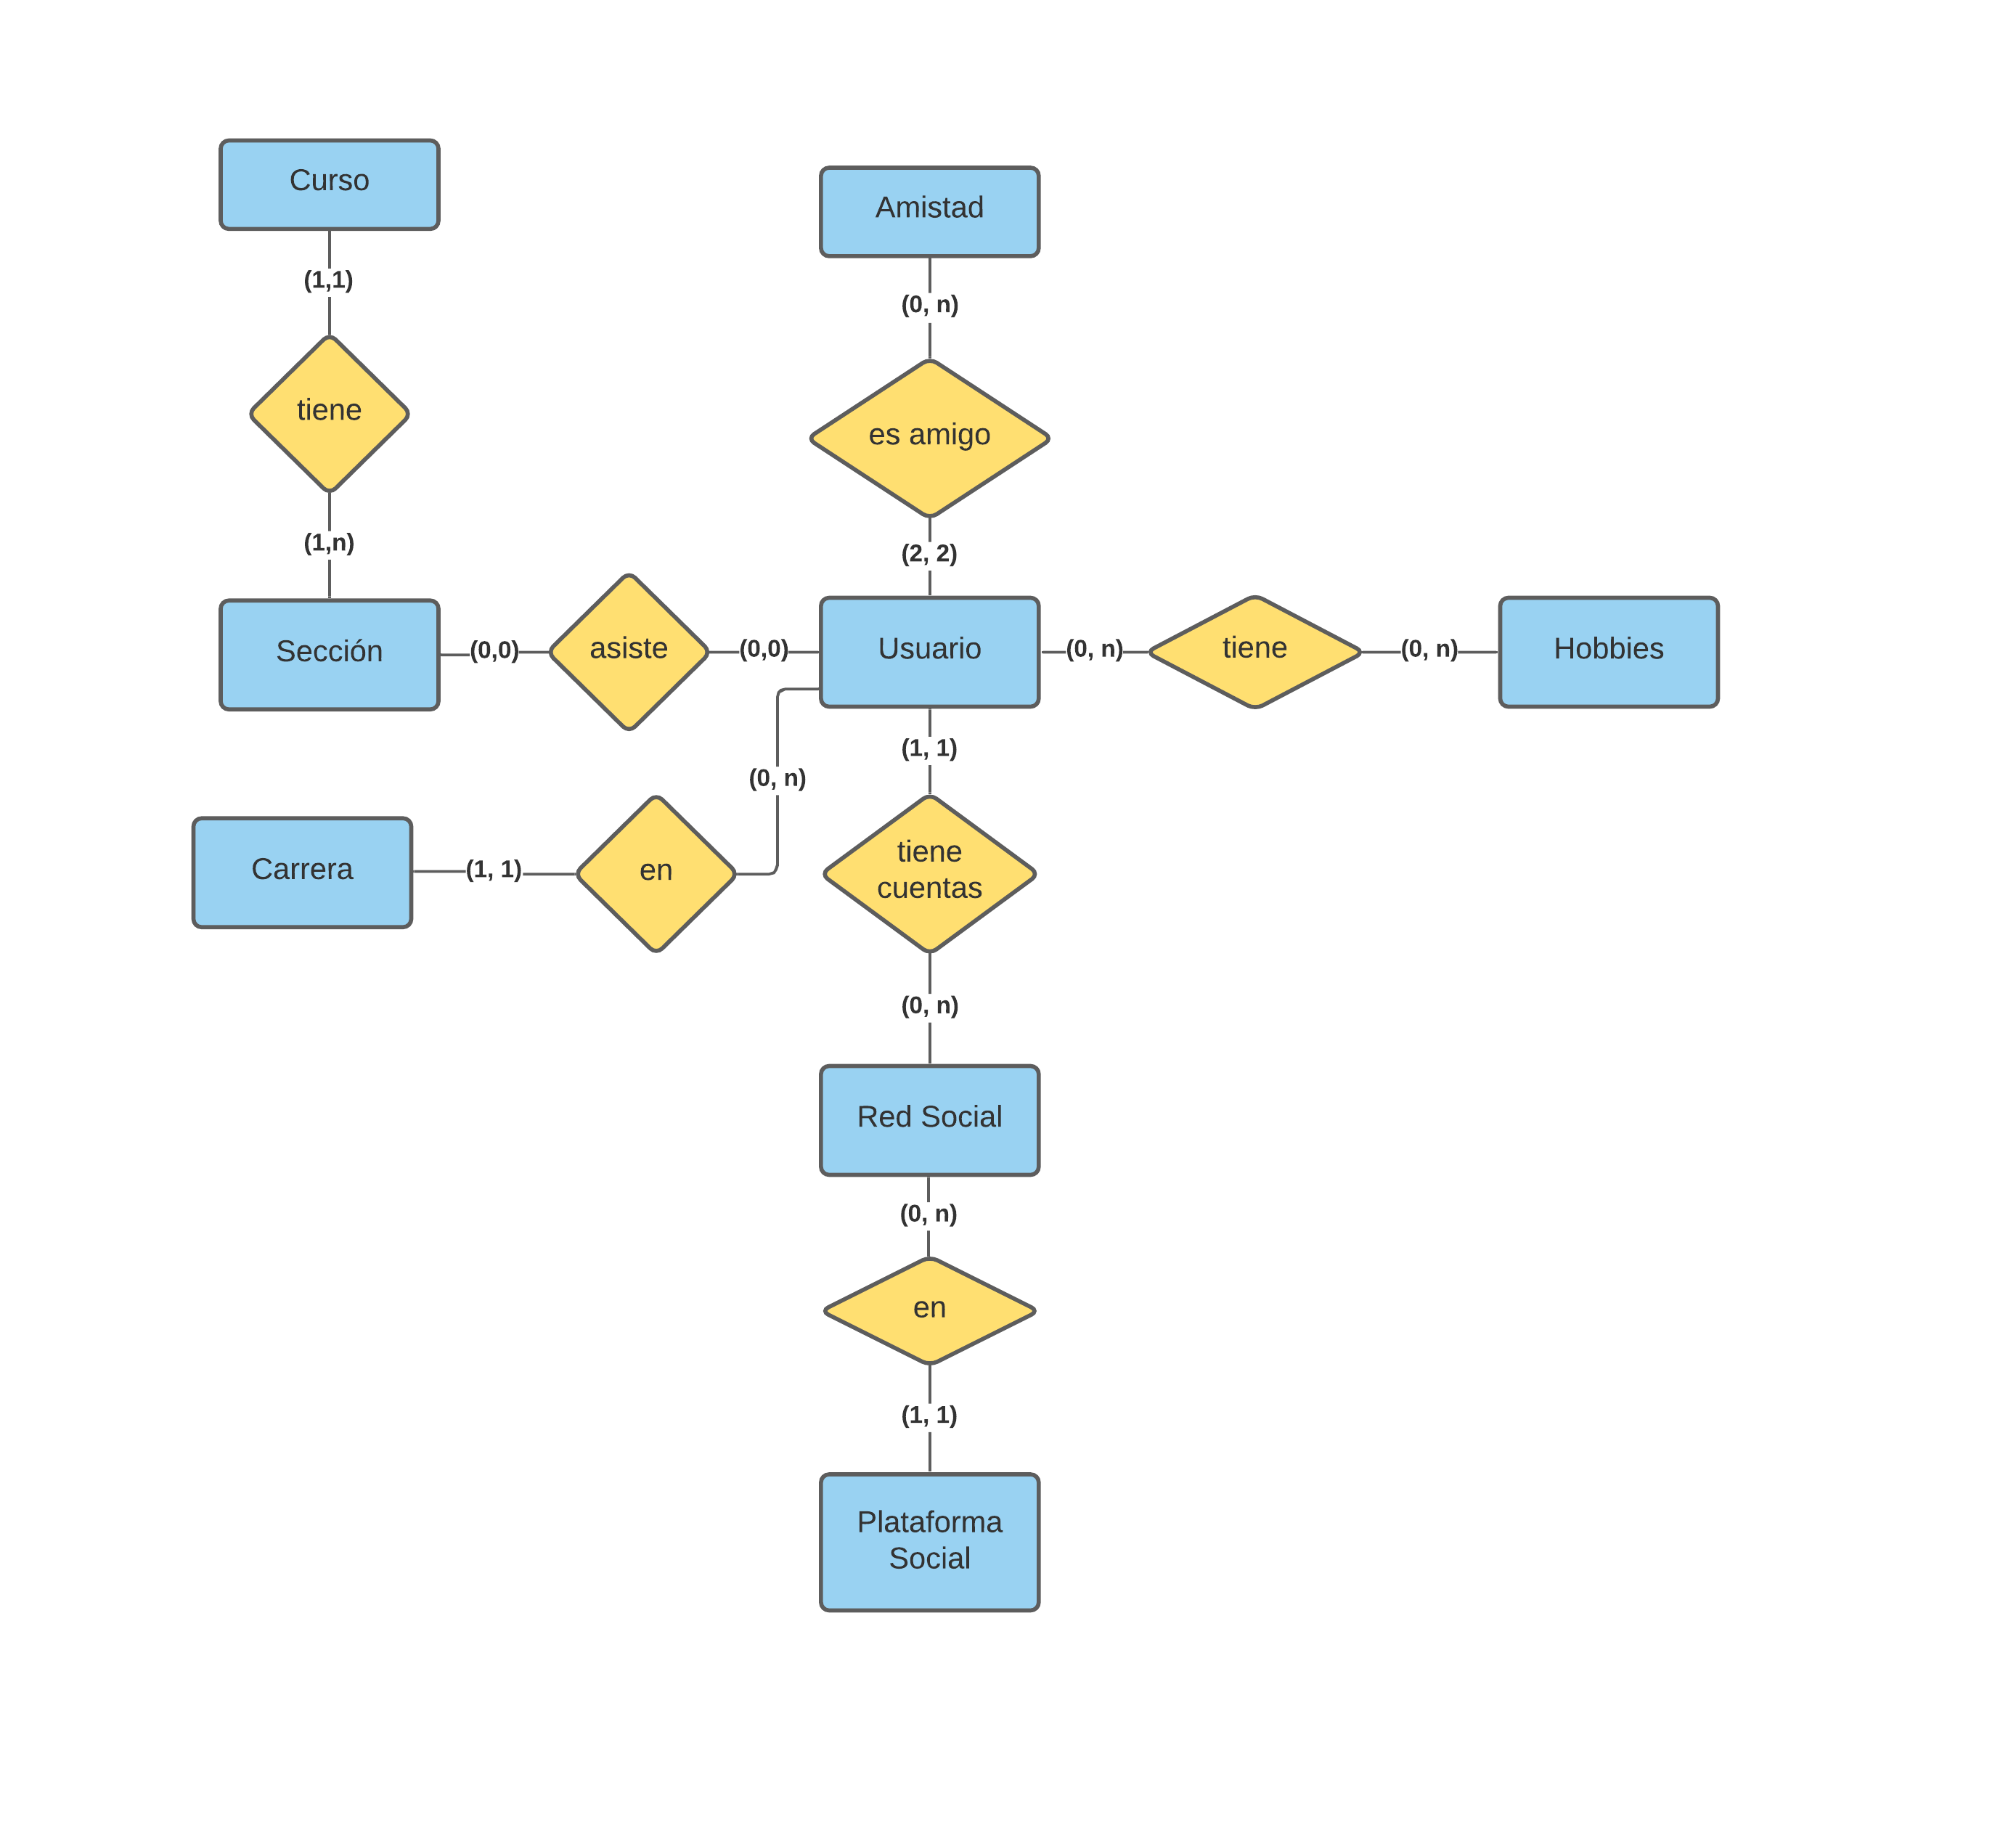 Curso
Amistad
(1,1)
(0, n)
tiene
es amigo
(1,n)
(2, 2)
Sección
(0,0)
asiste
(0,0)
Usuario
(0, n)
tiene
(0, n)
Hobbies
(1, 1)
(0, n)
Carrera
(1, 1)
en
tiene
cuentas
(0, n)
Red Social
(0, n)
en
(1, 1)
Plataforma
Social